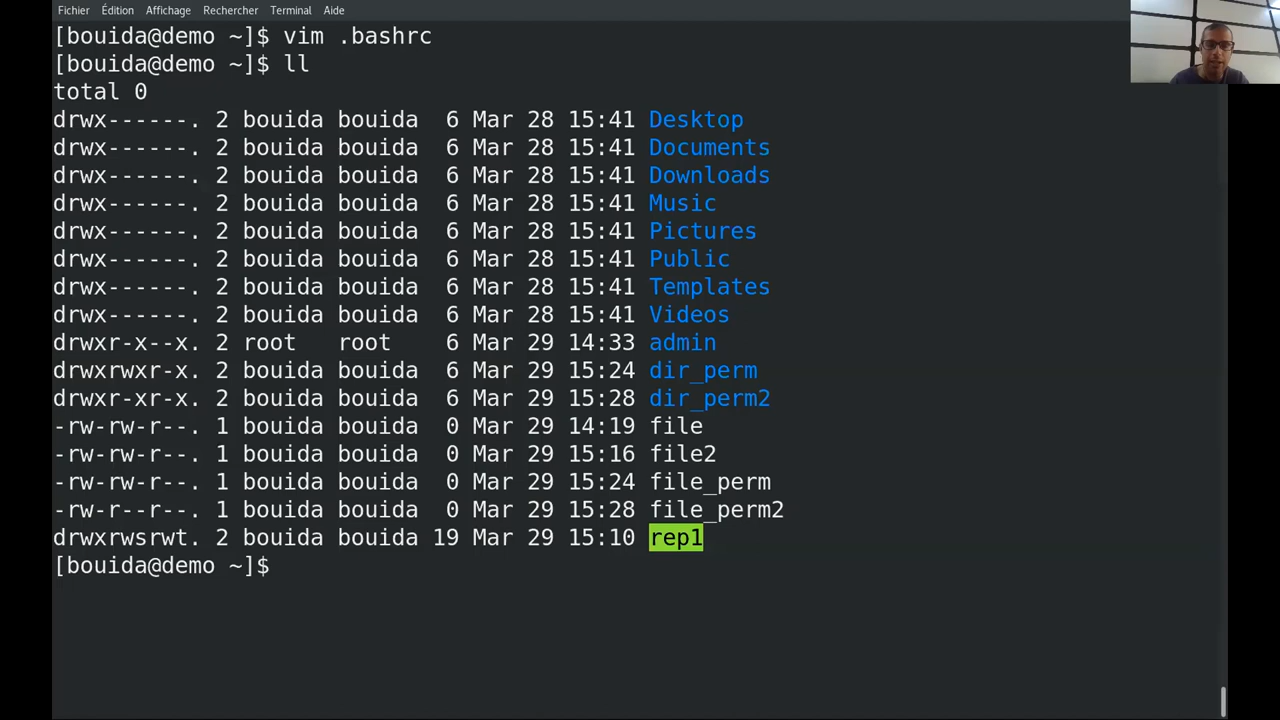 Fichier Édition Affichage Rechercher Terminal Aide
[bouida@demo ~]$ vim .bashrc
[bouida@demo ~]$ ll
total 0
drwx------. 2 bouida bouida  6 Mar 28 15:41 Desktop
drwx------. 2 bouida bouida  6 Mar 28 15:41 Documents
drwx------. 2 bouida bouida  6 Mar 28 15:41 Downloads
drwx------. 2 bouida bouida  6 Mar 28 15:41 Music
drwx------. 2 bouida bouida  6 Mar 28 15:41 Pictures
drwx------. 2 bouida bouida  6 Mar 28 15:41 Public
drwx------. 2 bouida bouida  6 Mar 28 15:41 Templates
drwx------. 2 bouida bouida  6 Mar 28 15:41 Videos
drwxr-x--x. 2 root   root    6 Mar 29 14:33 admin
drwxrwxr-x. 2 bouida bouida  6 Mar 29 15:24 dir_perm
drwxr-xr-x. 2 bouida bouida  6 Mar 29 15:28 dir_perm2
-rw-rw-r--. 1 bouida bouida  0 Mar 29 14:19 file
-rw-rw-r--. 1 bouida bouida  0 Mar 29 15:16 file2
-rw-rw-r--. 1 bouida bouida  0 Mar 29 15:24 file_perm
-rw-r--r--. 1 bouida bouida  0 Mar 29 15:28 file_perm2
drwxrwsrwt. 2 bouida bouida 19 Mar 29 15:10 rep1
[bouida@demo ~]$